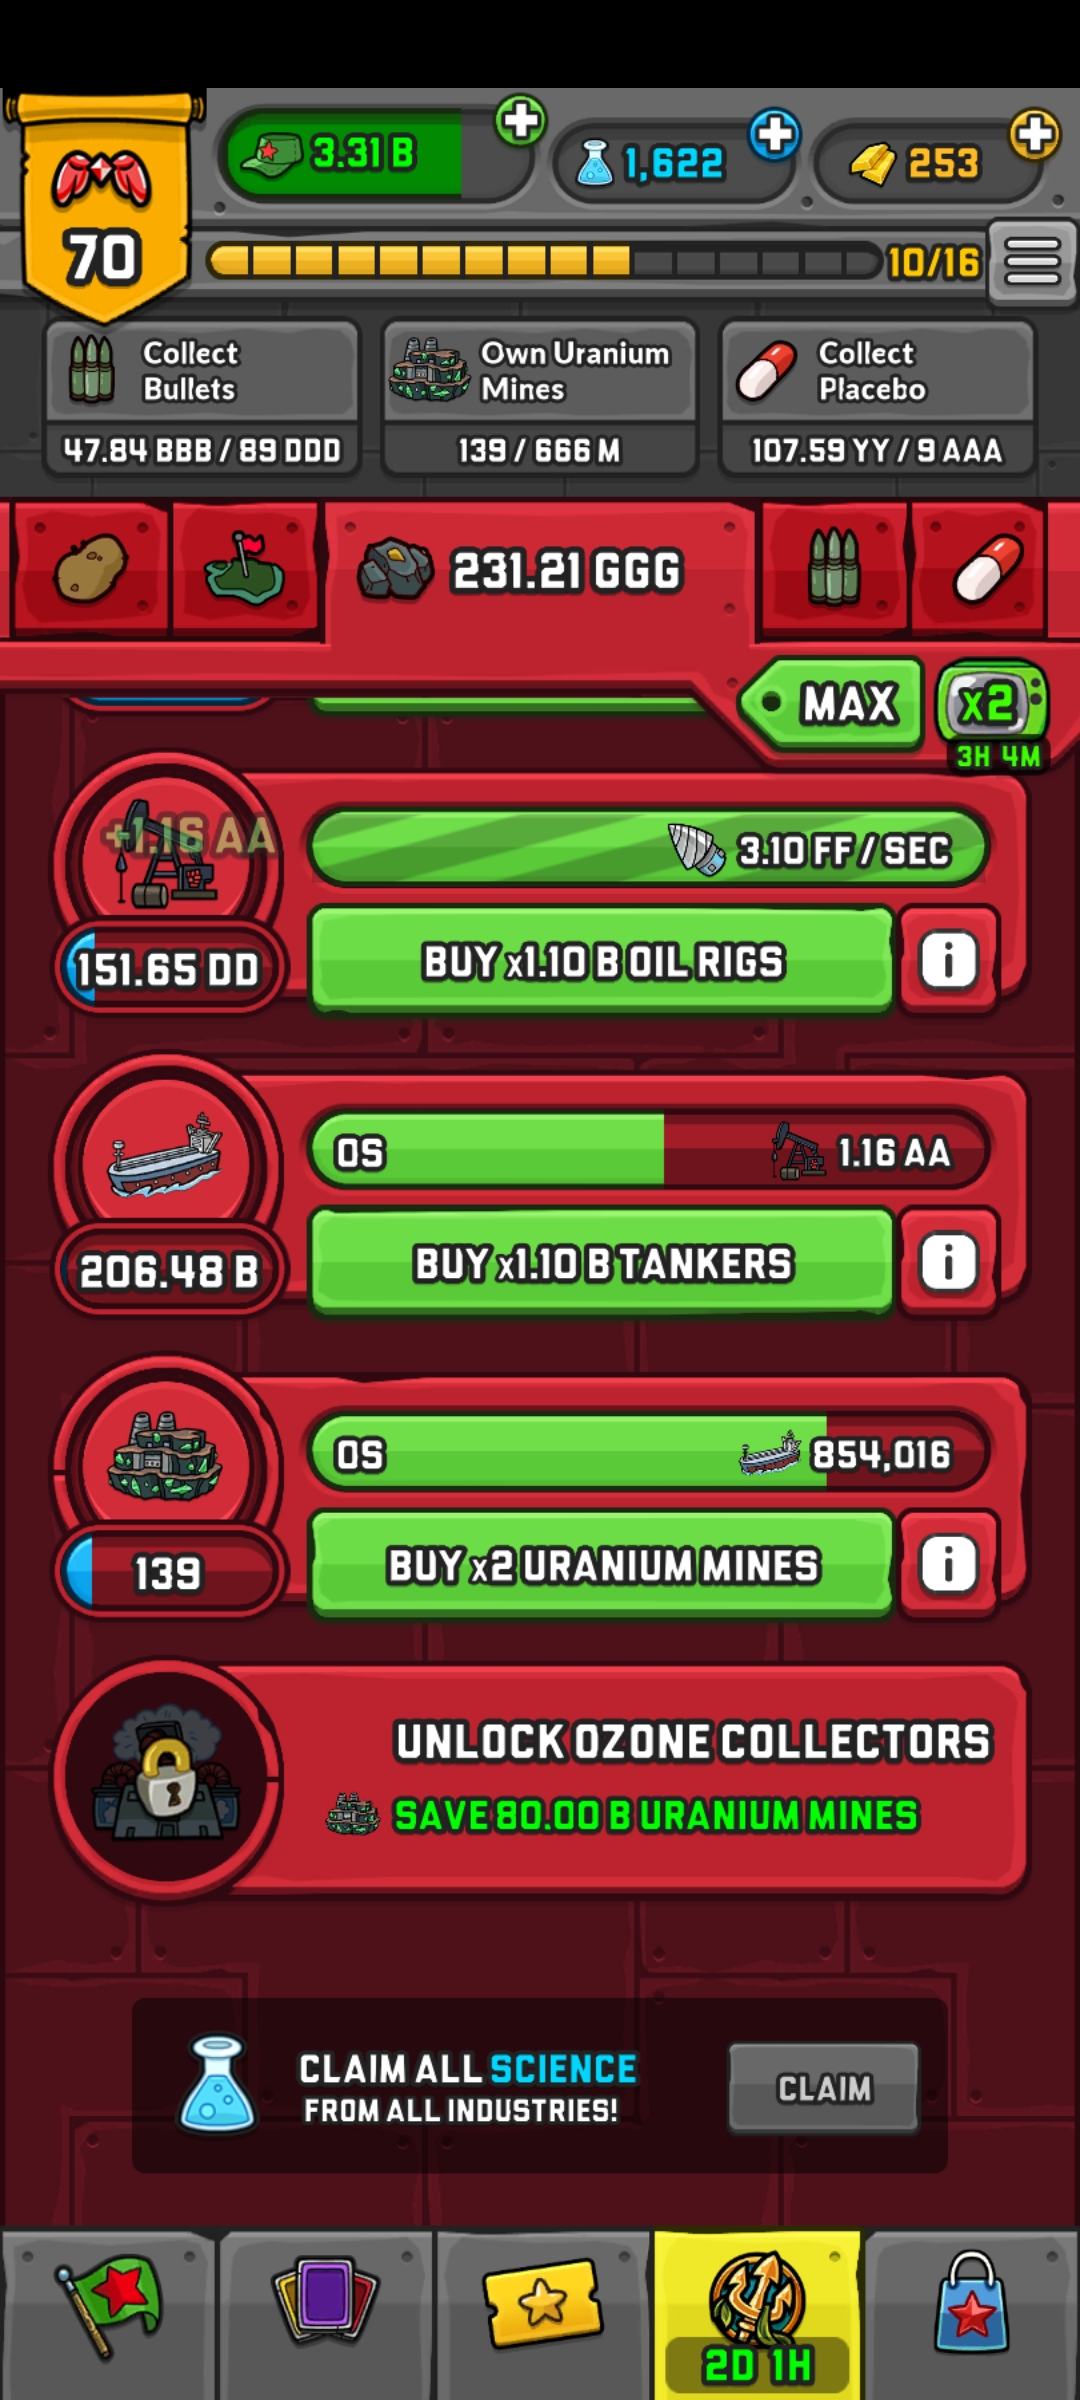 3.31 B
1,622
253
70
10/16
Collect
Bullets
47.84 BBB / 89 DDD
Own Uranium
Mines
139 / 666 M
Collect
Placebo
107.59 YY / 9 AAA
231.21 GGG
MAX
x2
3H 4M
+1.16 AA
3.10 FF / SEC
151.65 DD
BUY x1.10 B OIL RIGS
i
0S
1.16 AA
206.48 B
BUY x1.10 B TANKERS
i
0S
854,016
139
BUY x2 URANIUM MINES
i
UNLOCK OZONE COLLECTORS
SAVE 80.00 B URANIUM MINES
CLAIM ALL SCIENCE
FROM ALL INDUSTRIES!
CLAIM
2D 1H